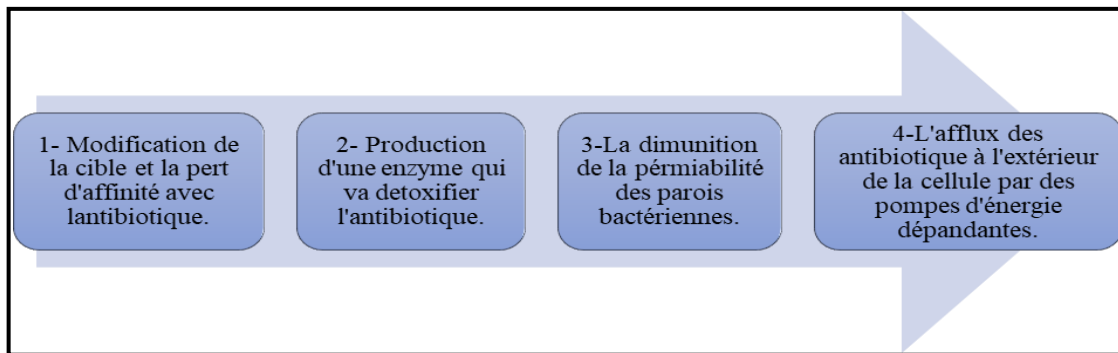 1- Modification de
la cible et la pert
d'affinité avec
lantibiotique.
2- Production
d'une enzyme qui
va detoxifier
l'antibiotique.
3-La dimunition
de la pérmiabilité
des parois
bactériennes.
4-L'afflux des
antibiotique à l'extérieur
de la cellule par des
pompes d'énergie
dépandantes.